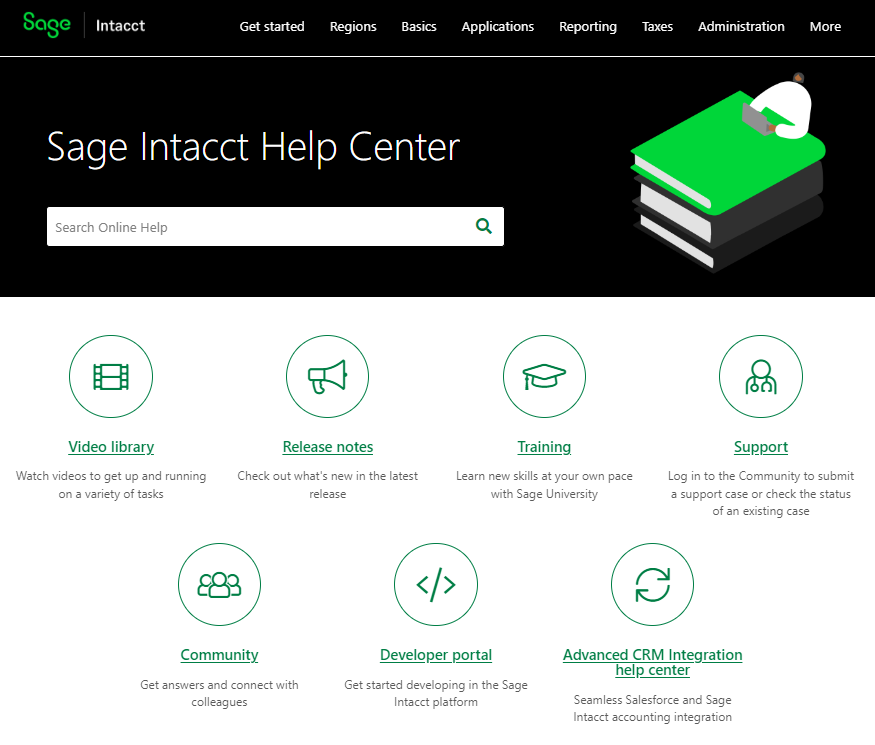 Sage Intacct
Get started Regions Basics Applications Reporting Taxes Administration More
Sage Intacct Help Center
Search Online Help
Video library
Watch videos to get up and running
on a variety of tasks
Release notes
Check out what's new in the latest
release
Training
Learn new skills at your own pace
with Sage University
Support
Log in to the Community to submit
a support case or check the status
of an existing case
Community
Get answers and connect with
colleagues
Developer portal
Get started developing in the Sage
Intacct platform
Advanced CRM Integration
help center
Seamless Salesforce and Sage
Intacct accounting integration